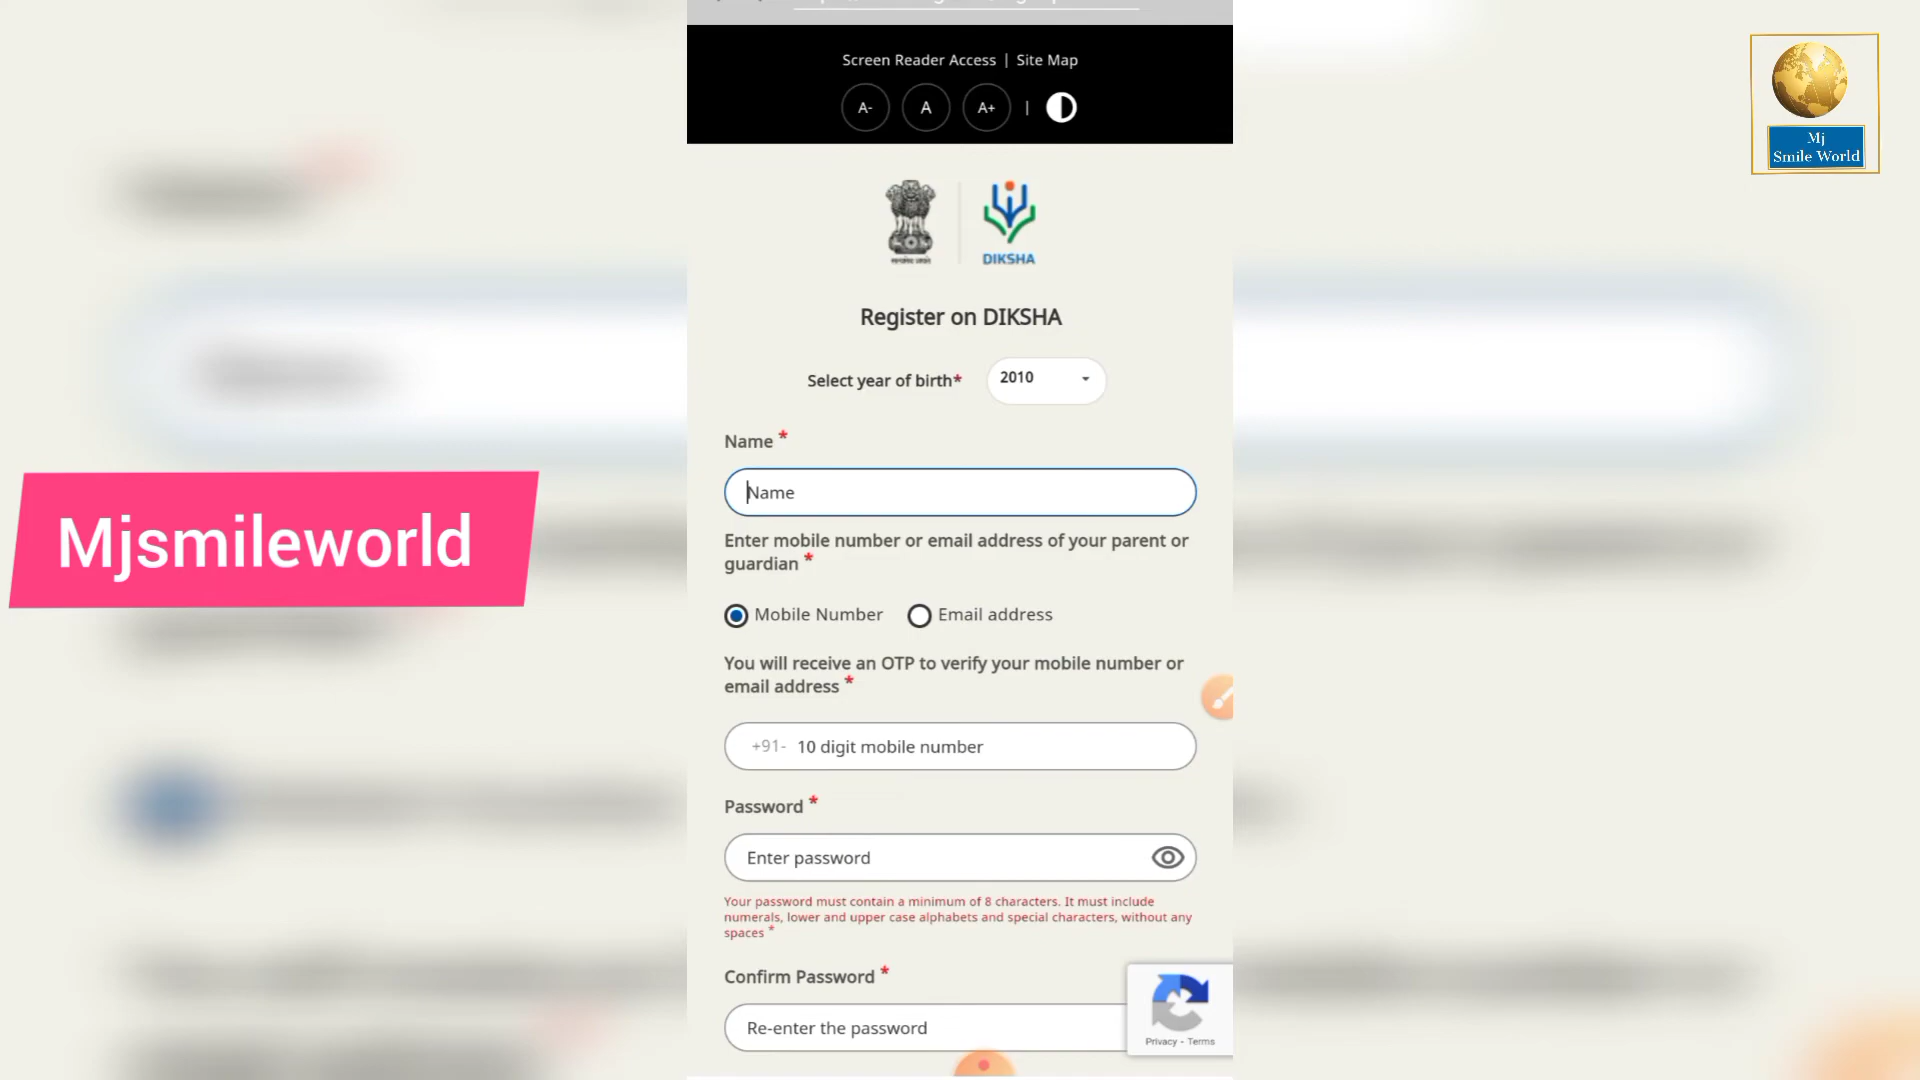 Screen Reader Access | Site Map
A- A A+ |
Mj
Smile World
DIKSHA
Register on DIKSHA
Select year of birth* 2010
Name *
Name
Mjsmileworld
Enter mobile number or email address of your parent or
guardian *
Mobile Number Email address
You will receive an OTP to verify your mobile number or
email address *
+91- 10 digit mobile number
Password *
Enter password
Your password must contain a minimum of 8 characters. It must include
numerals, lower and upper case alphabets and special characters, without any
spaces *
Confirm Password *
Re-enter the password
Privacy - Terms